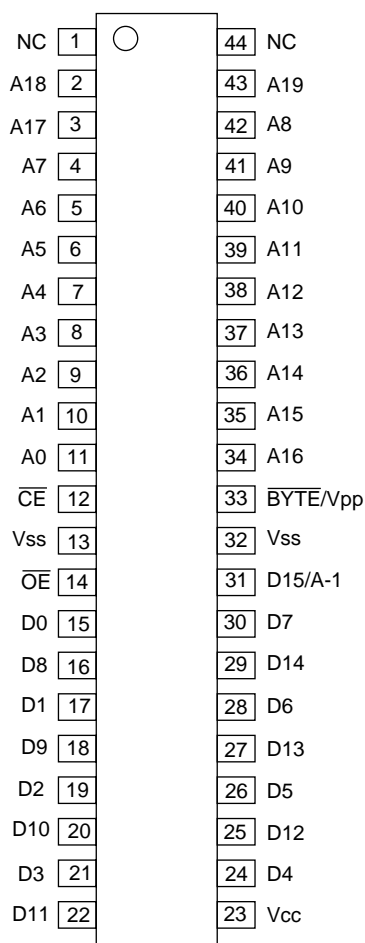 NC 1 44 NC
A18 2 43 A19
A17 3 42 A8
A7 4 41 A9
A6 5 40 A10
A5 6 39 A11
A4 7 38 A12
A3 8 37 A13
A2 9 36 A14
A1 10 35 A15
A0 11 34 A16
C̅E̅ 12 33 B̅Y̅T̅E̅/Vpp
Vss 13 32 Vss
O̅E̅ 14 31 D15/A-1
D0 15 30 D7
D8 16 29 D14
D1 17 28 D6
D9 18 27 D13
D2 19 26 D5
D10 20 25 D12
D3 21 24 D4
D11 22 23 Vcc